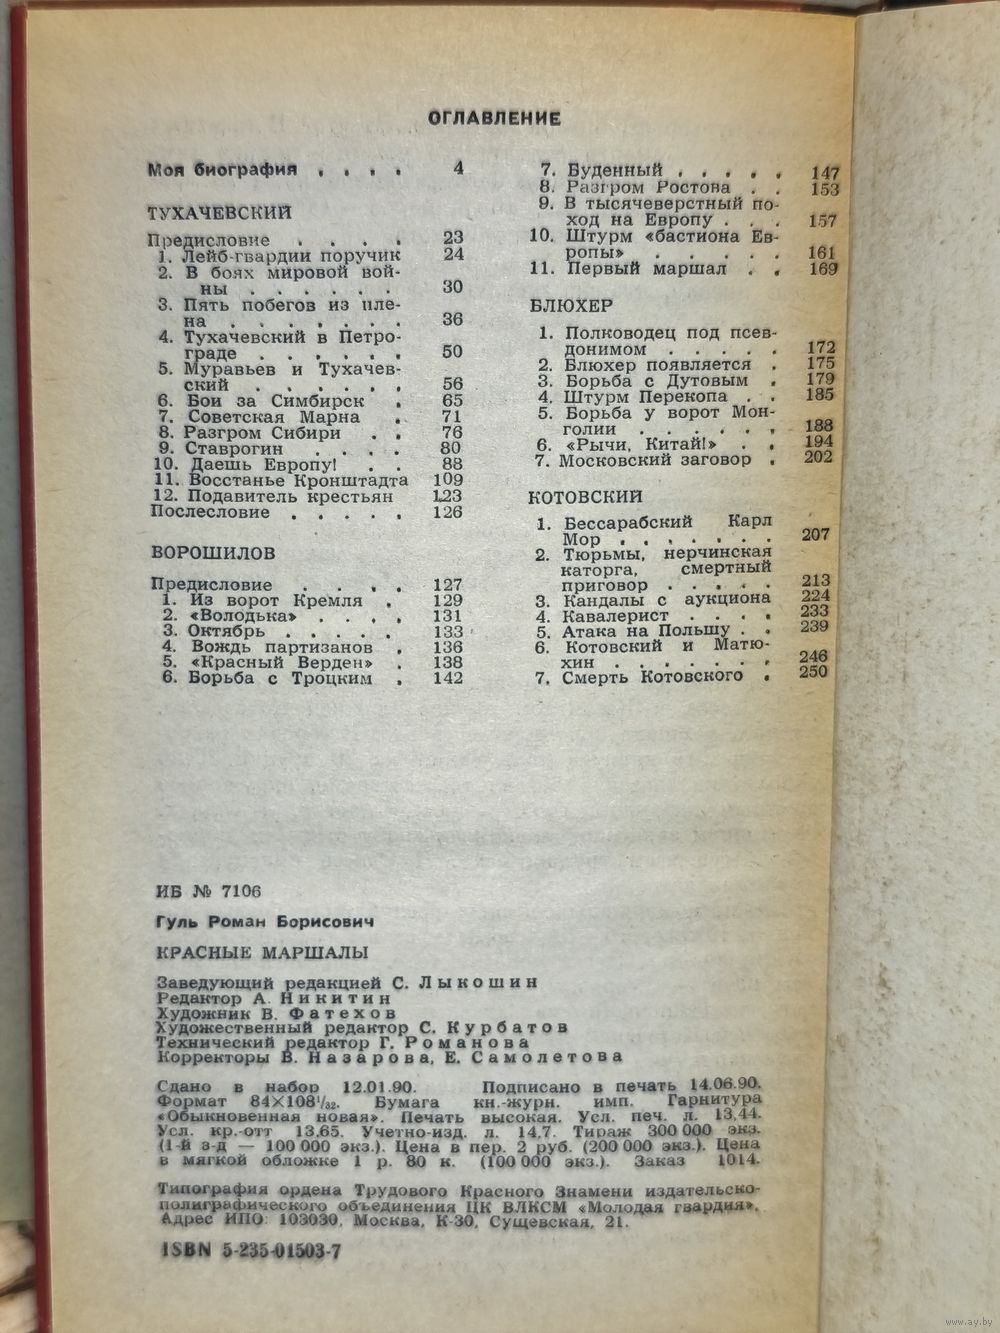 ОГЛАВЛЕНИЕ
Моя биография . . . . 4
ТУХАЧЕВСКИЙ
Предисловие . . . . 23
1. Лейб-гвардии поручик 24
2. В боях мировой вой-
ны . . . . . . 30
3. Пять побегов из пле-
на . . . . . . . 36
4. Тухачевский в Петро-
граде . . . . . . 50
5. Муравьев и Тухачев-
ский . . . . . . 56
6. Бои за Симбирск . 65
7. Советская Марна . 71
8. Разгром Сибири . . 76
9. Ставрогин . . . . 80
10. Даешь Европу! . . 88
11. Восстанье Кронштадта 109
12. Подавитель крестьян 123
Послесловие . . . . . 126
ВОРОШИЛОВ
Предисловие . . . . 127
1. Из ворот Кремля . 129
2. «Володька» . . . . 131
3. Октябрь . . . . . 133
4. Вождь партизанов . 136
5. «Красный Верден» . 138
6. Борьба с Троцким . 142
7. Буденный . . . . . 147
8. Разгром Ростова . . 153
9. В тысячеверстный по-
ход на Европу . . . 157
10. Штурм «бастиона Ев-
ропы» . . . . . 161
11. Первый маршал . . 169
БЛЮХЕР
1. Полководец под псев-
донимом . . . . . 172
2. Блюхер появляется . 175
3. Борьба с Дутовым . 179
4. Штурм Перекопа . . 185
5. Борьба у ворот Мон-
голии . . . . . . 188
6. «Рычи, Китай!» . . 194
7. Московский заговор . 202
КОТОВСКИЙ
1. Бессарабский Карл
Мор . . . . . . . 207
2. Тюрьмы, нерчинская
каторга, смертный
приговор . . . . . 213
3. Кандалы с аукциона 224
4. Кавалерист . . . . 233
5. Атака на Польшу . . 239
6. Котовский и Матю-
хин . . . . . . . 246
7. Смерть Котовского . 250
ИБ № 7106
Гуль Роман Борисович
КРАСНЫЕ МАРШАЛЫ
Заведующий редакцией С. Лыкошин
Редактор А. Никитин
Художник В. Фатехов
Художественный редактор С. Курбатов
Технический редактор Г. Романова
Корректоры В. Назарова, Е. Самолетова
Сдано в набор 12.01.90. Подписано в печать 14.06.90.
Формат 84×108¹/₃₂. Бумага кн.-журн. имп. Гарнитура
«Обыкновенная новая». Печать высокая. Усл. печ. л. 13,44.
Усл. кр.-отт 13,65. Учетно-изд. л. 14,7. Тираж 300 000 экз.
(1-й з-д — 100 000 экз.). Цена в пер. 2 руб. (200 000 экз.). Цена
в мягкой обложке 1 р. 80 к. (100 000 экз.). Заказ 1014.
Типография ордена Трудового Красного Знамени издательско-
полиграфического объединения ЦК ВЛКСМ «Молодая гвардия».
Адрес ИПО: 103030, Москва, К-30, Сущевская, 21.
ISBN 5-235-01503-7
www.ay.by